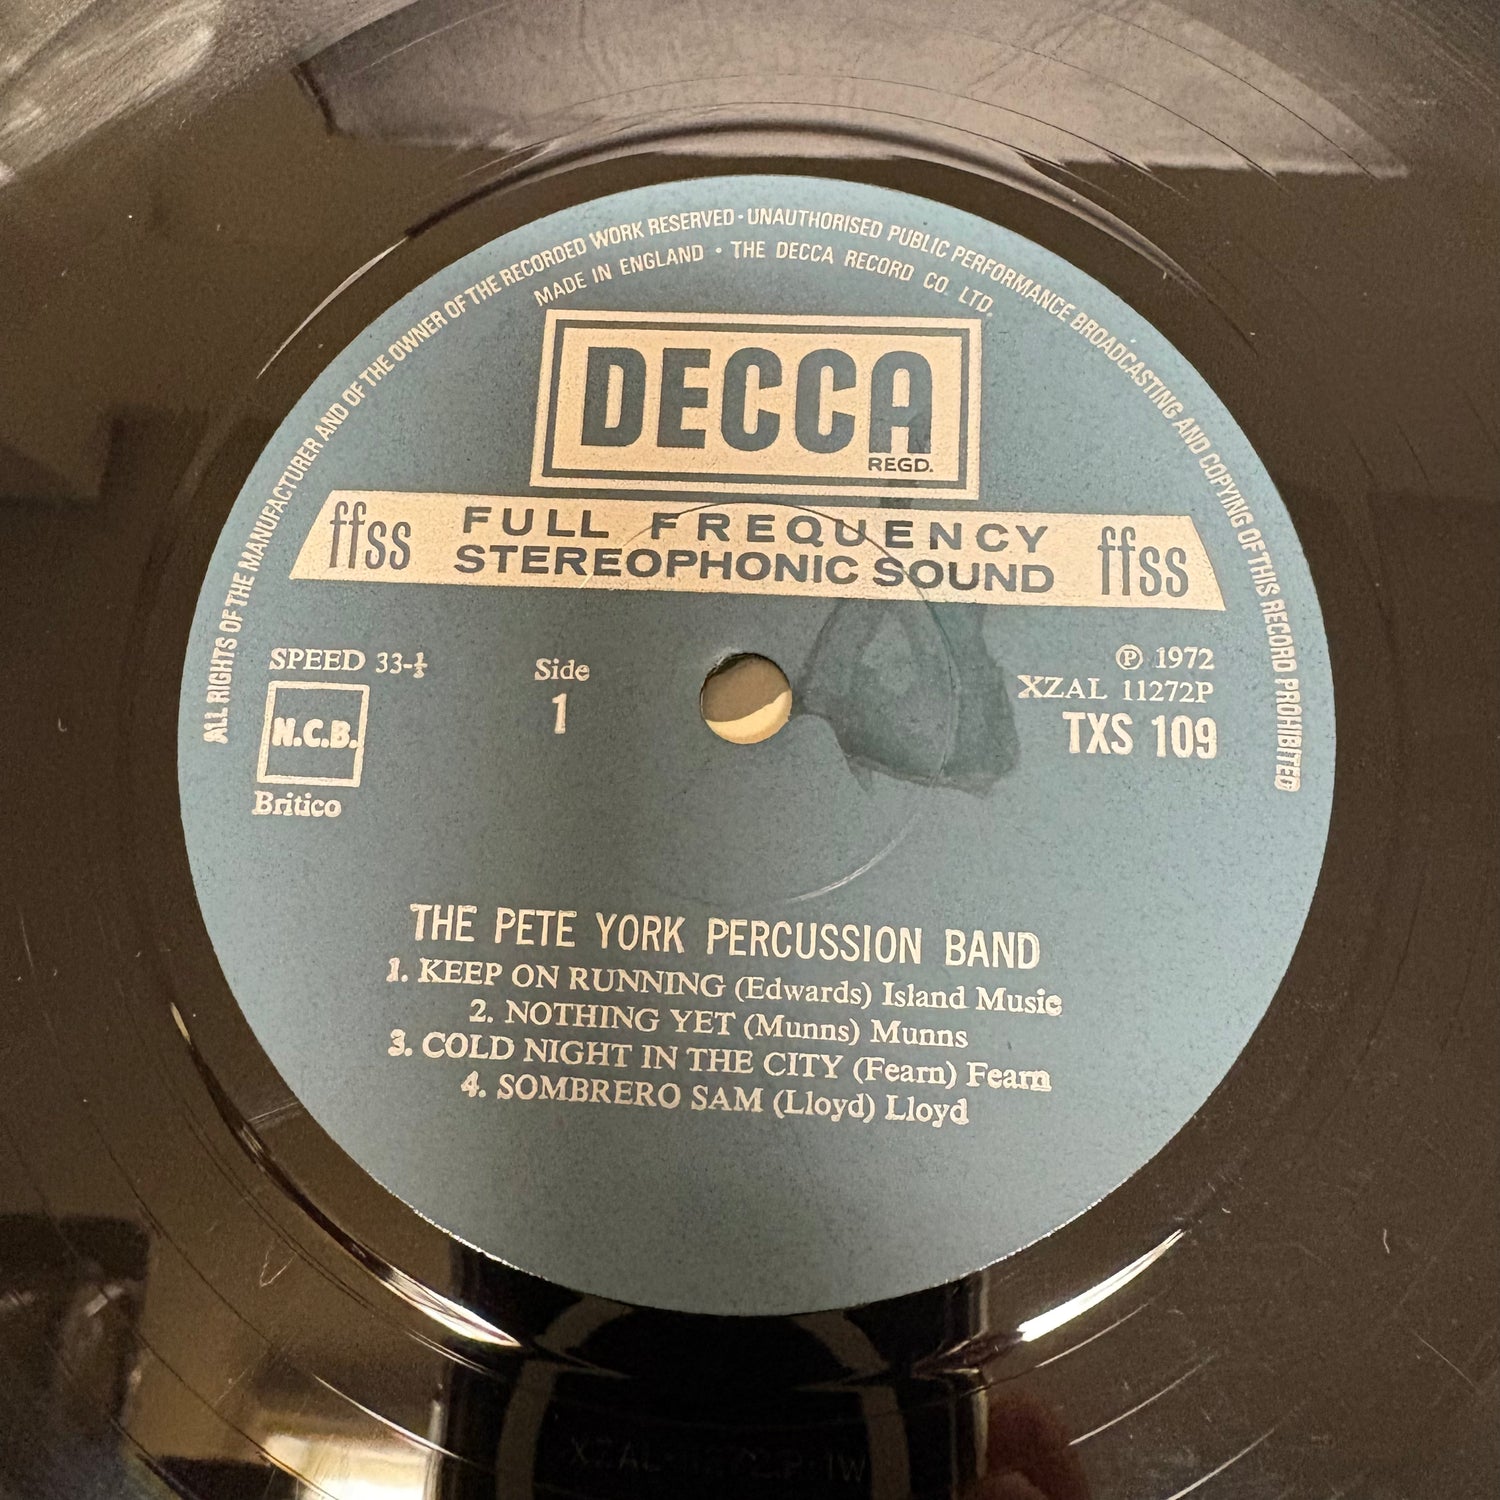 ALL RIGHTS OF THE MANUFACTURER AND OF THE OWNER OF THE RECORDED WORK RESERVED · UNAUTHORISED PUBLIC PERFORMANCE BROADCASTING AND COPYING OF THIS RECORD PROHIBITED
MADE IN ENGLAND · THE DECCA RECORD CO. LTD.
DECCA
REGD.
ffss FULL FREQUENCY ffss
STEREOPHONIC SOUND
SPEED 33-⅓
Side
1
℗ 1972
XZAL 11272P
TXS 109
N.C.B.
Britico
THE PETE YORK PERCUSSION BAND
1. KEEP ON RUNNING (Edwards) Island Music
2. NOTHING YET (Munns) Munns
3. COLD NIGHT IN THE CITY (Fearn) Fearn
4. SOMBRERO SAM (Lloyd) Lloyd